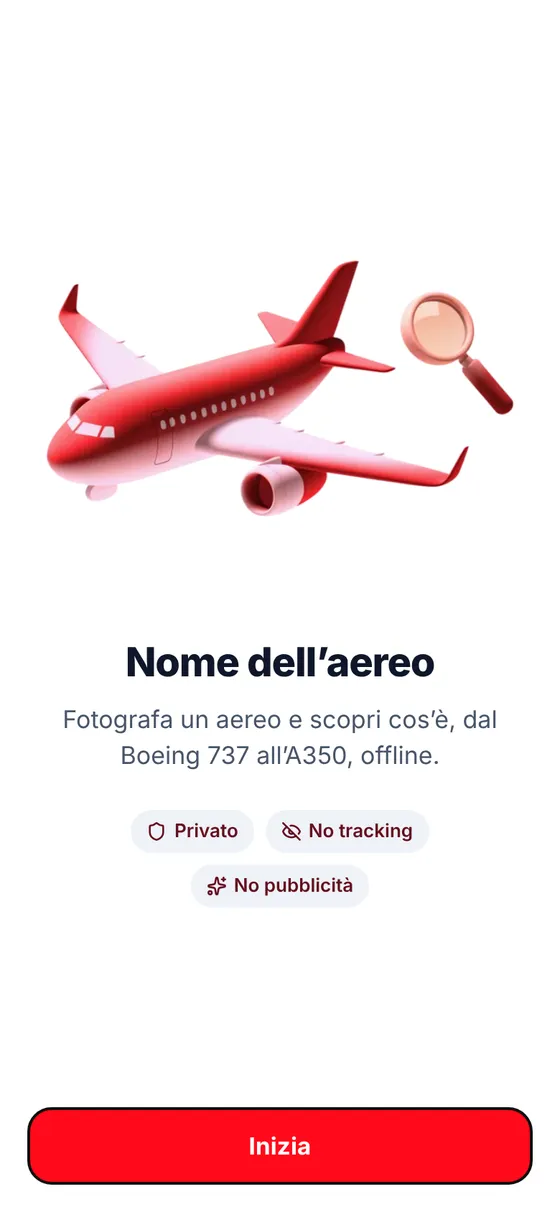 Nome dell’aereo
Fotografa un aereo e scopri cos’è, dal
Boeing 737 all’A350, offline.
Privato
No tracking
No pubblicità
Inizia